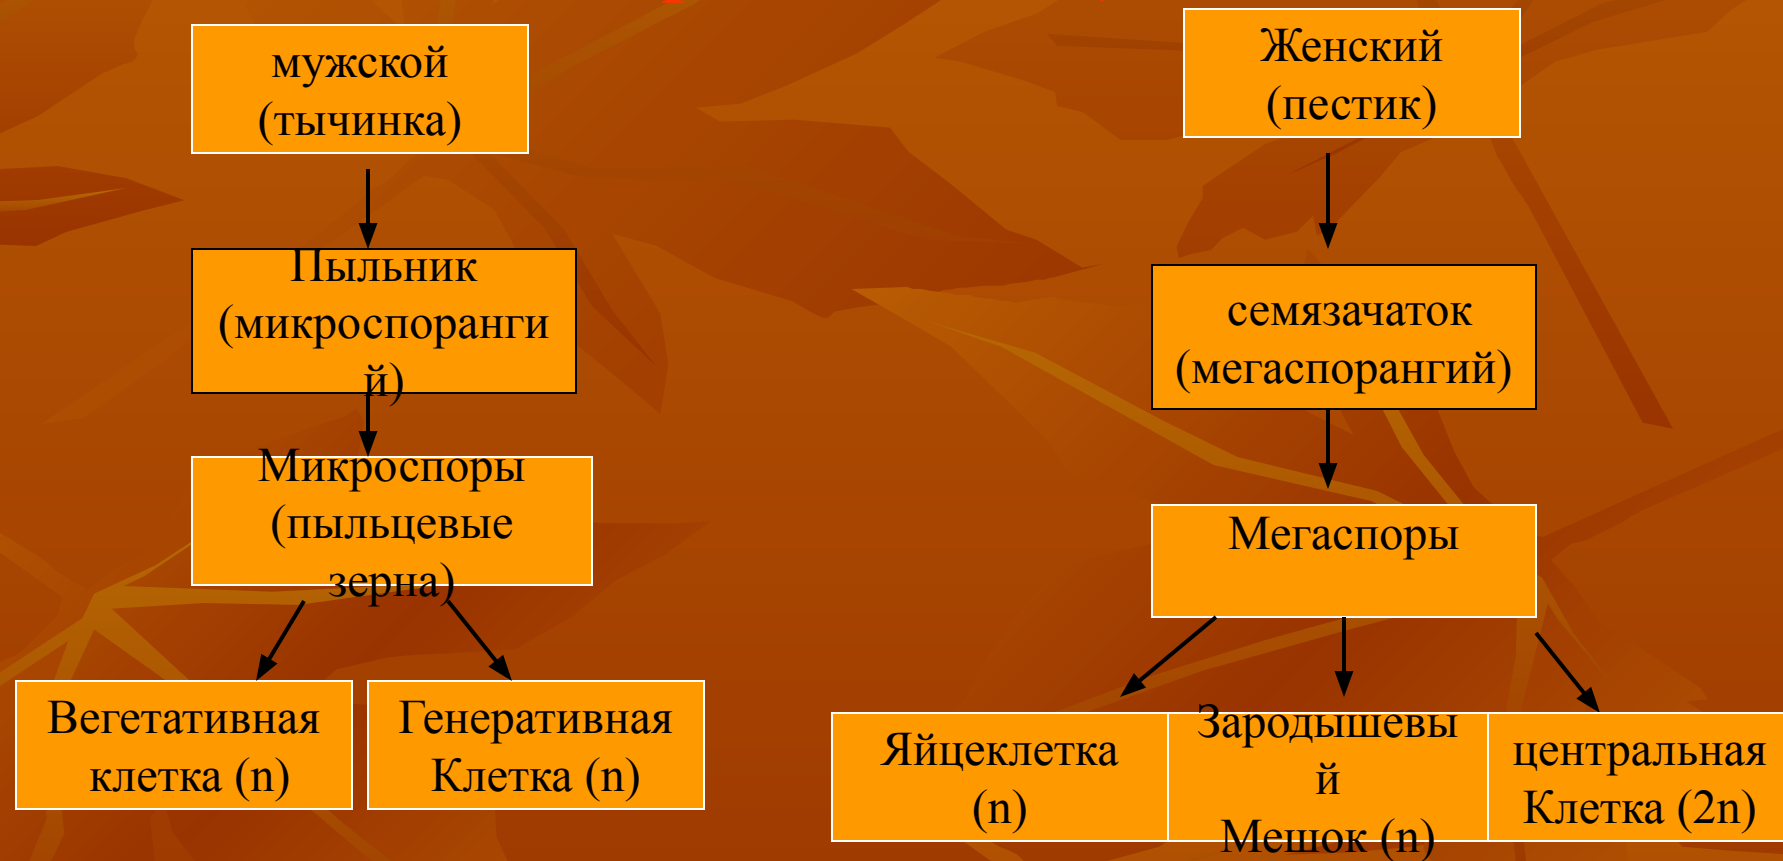 мужской
(тычинка)
Пыльник
(микроспоранги
й)
Микроспоры
(пыльцевые
зерна)
Вегетативная
клетка (n)
Генеративная
Клетка (n)
Женский
(пестик)
семязачаток
(мегаспорангий)
Мегаспоры
Яйцеклетка
(n)
Зародышевы
й
Мешок (n)
центральная
Клетка (2n)